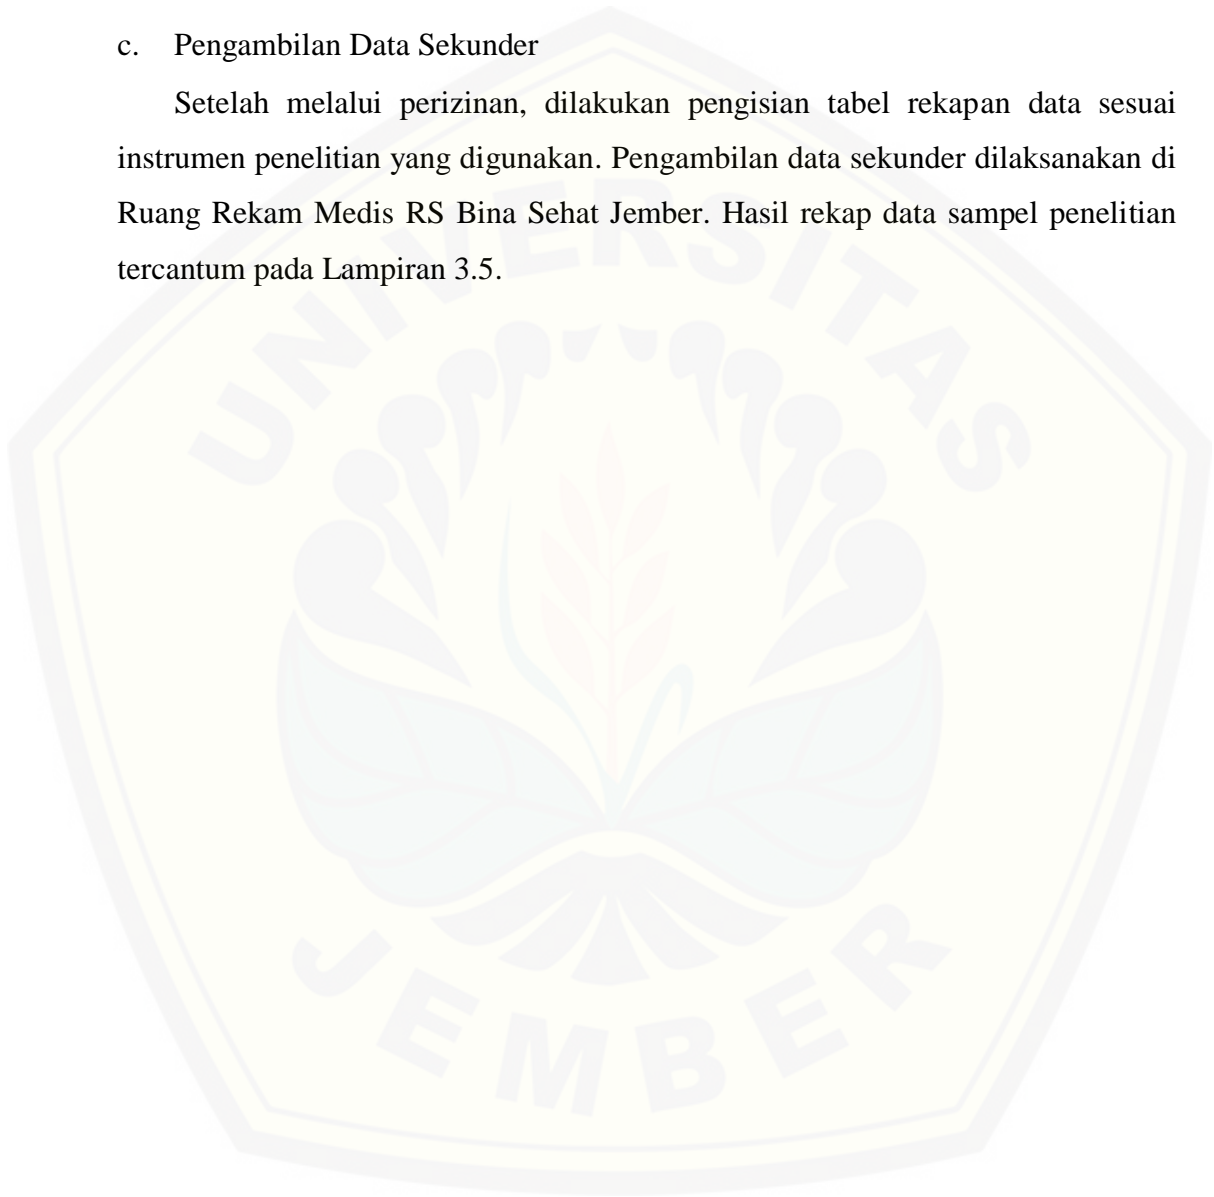 c. Pengambilan Data Sekunder
Setelah melalui perizinan, dilakukan pengisian tabel rekapan data sesuai
instrumen penelitian yang digunakan. Pengambilan data sekunder dilaksanakan di
Ruang Rekam Medis RS Bina Sehat Jember. Hasil rekap data sampel penelitian
tercantum pada Lampiran 3.5.
UNIVERSITAS
JEMBER